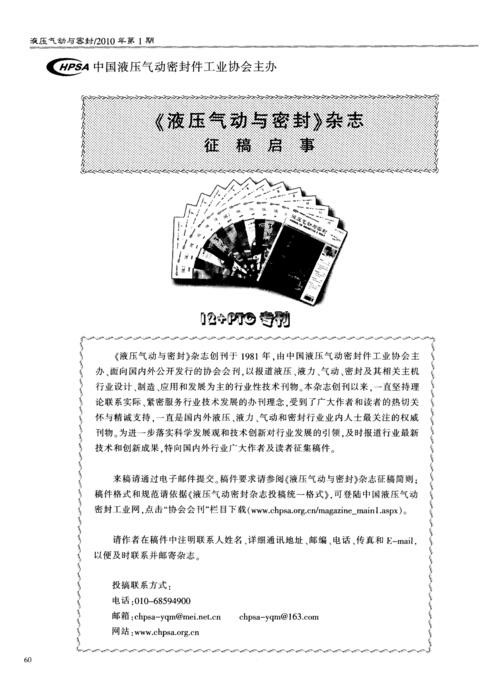 液压气动与密封/2010 年第 1 期
CHPSA 中国液压气动密封件工业协会主办
《液压气动与密封》杂志
征 稿 启 事
液压气动与密封
12+PTC 专刊
《液压气动与密封》杂志创刊于 1981 年,由中国液压气动密封件工业协会主
办、面向国内外公开发行的协会会刊,以报道液压、液力、气动、密封及其相关主机
行业设计、制造、应用和发展为主的行业性技术刊物。本杂志创刊以来,一直坚持理
论联系实际、紧密服务行业技术发展的办刊理念,受到了广大作者和读者的热切关
怀与精诚支持,一直是国内外液压、液力、气动和密封行业业内人士最关注的权威
刊物。为进一步落实科学发展观和技术创新对行业发展的引领,及时报道行业最新
技术和创新成果,特向国内外行业广大作者及读者征集稿件。
来稿请通过电子邮件提交。稿件要求请参阅《液压气动与密封》杂志征稿简则;
稿件格式和规范请依据《液压气动密封杂志投稿统一格式》,可登陆中国液压气动
密封工业网,点击“协会会刊”栏目下载(www.chpsa.org.cn/magazine_main1.aspx)。
请作者在稿件中注明联系人姓名、详细通讯地址、邮编、电话、传真和 E-mail,
以便及时联系并邮寄杂志。
投搞联系方式:
电话:010-68594900
邮箱:chpsa-yqm@mei.net.cn chpsa-yqm@163.com
网站:www.chpsa.org.cn
60